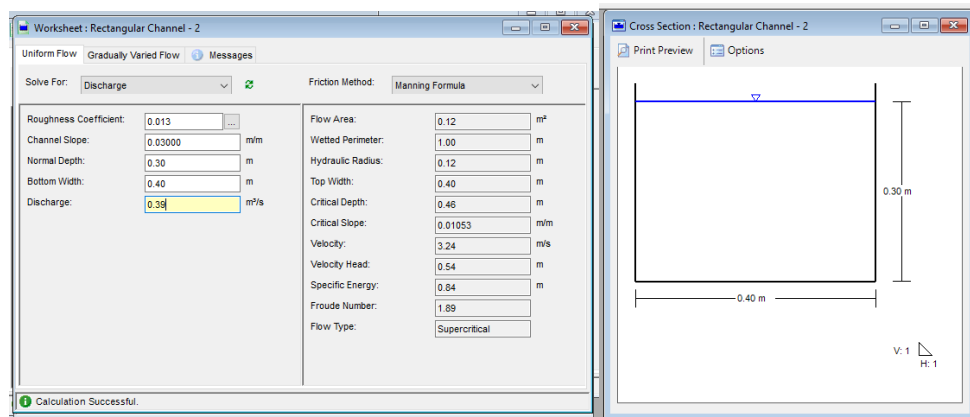 Worksheet : Rectangular Channel - 2
Uniform Flow Gradually Varied Flow Messages
Solve For: Discharge Friction Method: Manning Formula
Roughness Coefficient: 0.013 ...
Channel Slope: 0.03000 m/m
Normal Depth: 0.30 m
Bottom Width: 0.40 m
Discharge: 0.39 m³/s
Flow Area: 0.12 m²
Wetted Perimeter: 1.00 m
Hydraulic Radius: 0.12 m
Top Width: 0.40 m
Critical Depth: 0.46 m
Critical Slope: 0.01053 m/m
Velocity: 3.24 m/s
Velocity Head: 0.54 m
Specific Energy: 0.84 m
Froude Number: 1.89
Flow Type: Supercritical
Calculation Successful.
Cross Section : Rectangular Channel - 2
Print Preview Options
0.30 m
0.40 m
V: 1
H: 1